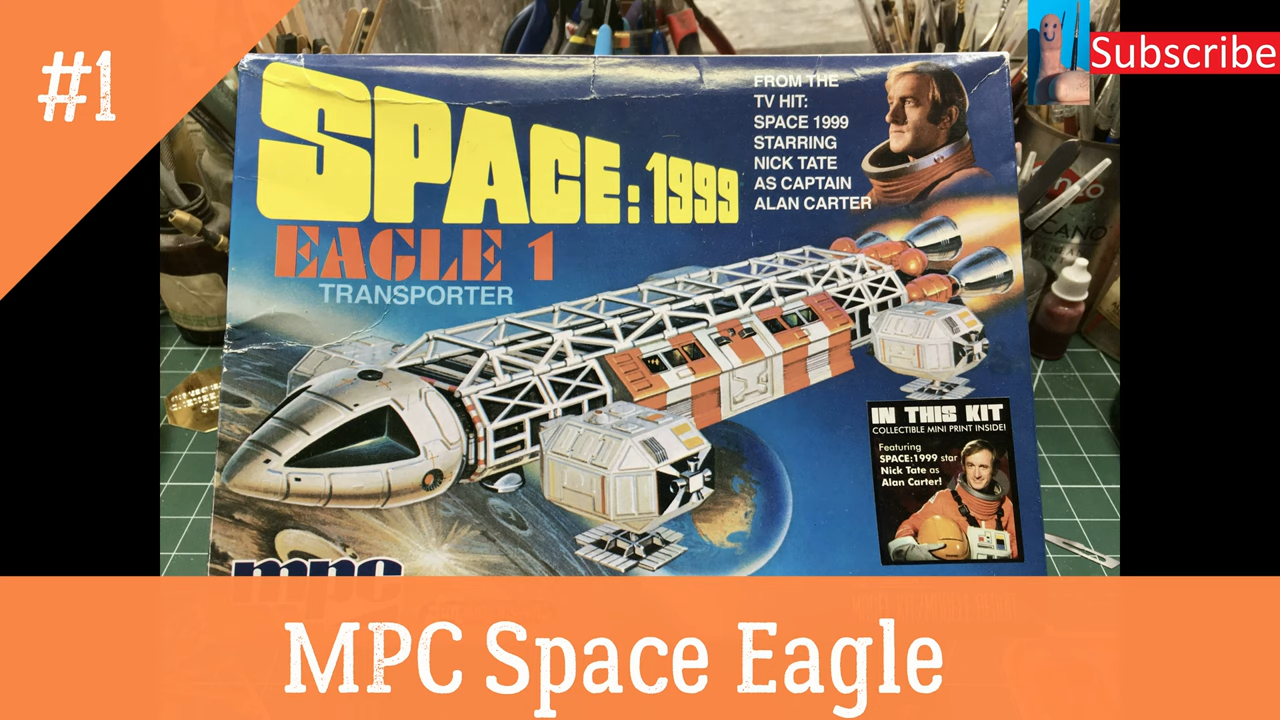 #1
Subscribe
SPACE: 1999
EAGLE 1
TRANSPORTER
FROM THE
TV HIT:
SPACE 1999
STARRING
NICK TATE
AS CAPTAIN
ALAN CARTER
IN THIS KIT
COLLECTIBLE MINI PRINT INSIDE!
Featuring
SPACE:1999 star
Nick Tate as
Alan Carter!
mpc
MPC Space Eagle